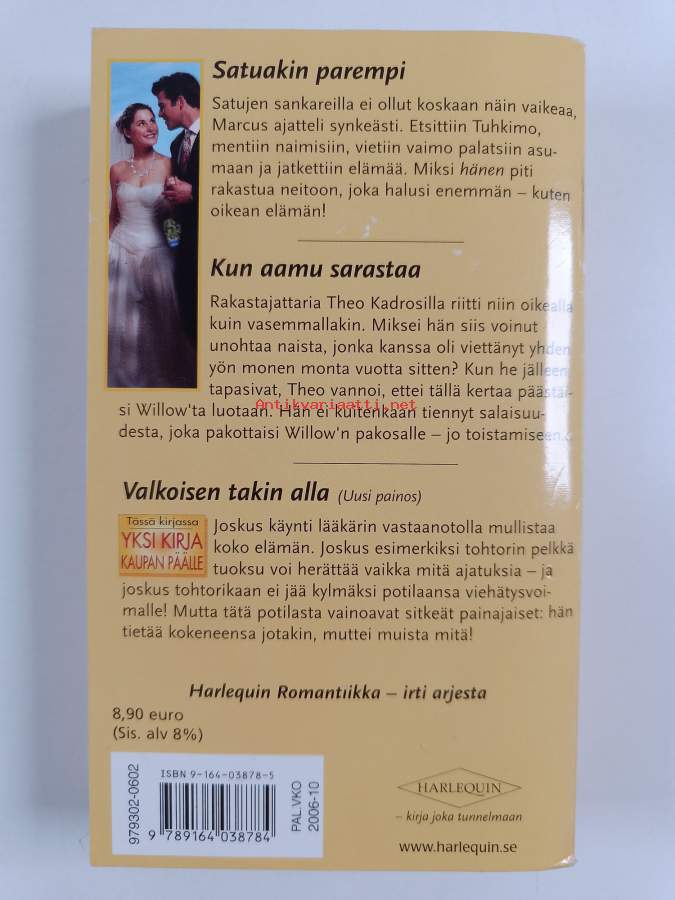 Satuakin parempi
Satujen sankareilla ei ollut koskaan näin vaikeaa,
Marcus ajatteli synkeästi. Etsittiin Tuhkimo,
mentiin naimisiin, vietiin vaimo palatsiin asu-
maan ja jatkettiin elämää. Miksi hänen piti
rakastua neitoon, joka halusi enemmän – kuten
oikean elämän!
Kun aamu sarastaa
Rakastajattaria Theo Kadrosilla riitti niin oikealla
kuin vasemmallakin. Miksei hän siis voinut
unohtaa naista, jonka kanssa oli viettänyt yhden
yön monen monta vuotta sitten? Kun he jälleen
tapasivat, Theo vannoi, ettei tällä kertaa päästäi-
si Willow'ta luotaan. Hän ei kuitenkaan tiennyt salaisuu-
desta, joka pakottaisi Willow'n pakosalle – jo toistamiseen...
Antikvariaatti.net
Valkoisen takin alla (Uusi painos)
Tässä kirjassa
YKSI KIRJA
KAUPAN PÄÄLLE
Joskus käynti lääkärin vastaanotolla mullistaa
koko elämän. Joskus esimerkiksi tohtorin pelkkä
tuoksu voi herättää vaikka mitä ajatuksia – ja
joskus tohtorikaan ei jää kylmäksi potilaansa viehätysvoi-
malle! Mutta tätä potilasta vainoavat sitkeät painajaiset: hän
tietää kokeneensa jotakin, muttei muista mitä!
Harlequin Romantiikka – irti arjesta
8,90 euro
(Sis. alv 8%)
979302-0602
ISBN 9-164-03878-5
9 789164 038784
PAL.VKO
2006-10
HARLEQUIN
– kirja joka tunnelmaan
www.harlequin.se